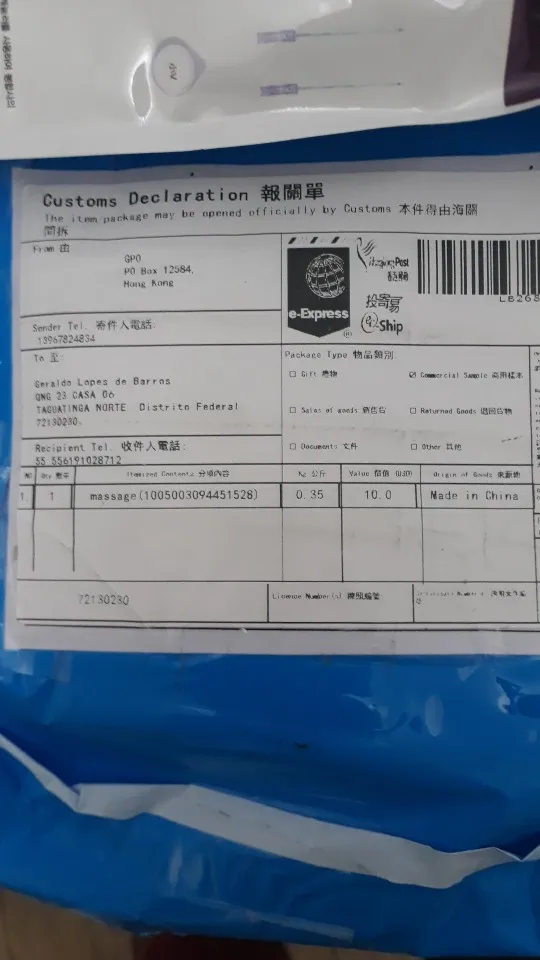 Customs Declaration 報關單
The item/package may be opened officially by Customs 本件得由海關
開拆
From 由
GPO
PO Box 12584,
Hong Kong
Sender Tel. 寄件人電話:
13967824834
To 至:
Geraldo Lopes de Barros
QNG 23 CASA 06
TAGUATINGA NORTE Distrito Federal
72130230,
Recipient Tel. 收件人電話:
55 556191028712
e-Express
Hongkong Post
投寄易
e Ship
LB268
Package Type 物品類別
Gift 禮物
Commercial Sample 商用樣本
Sales of goods 銷售品
Returned Goods 退回貨物
Documents 文件
Other 其他
Qty 數量
Itemized Contents 分項內容
Kg 公斤
Value 價值 (USD)
Origin of Goods 來源地
1. 1 massage(1005003094451528) 0.35 10.0 Made in China
72130230
Licence Number(s) 牌照編號